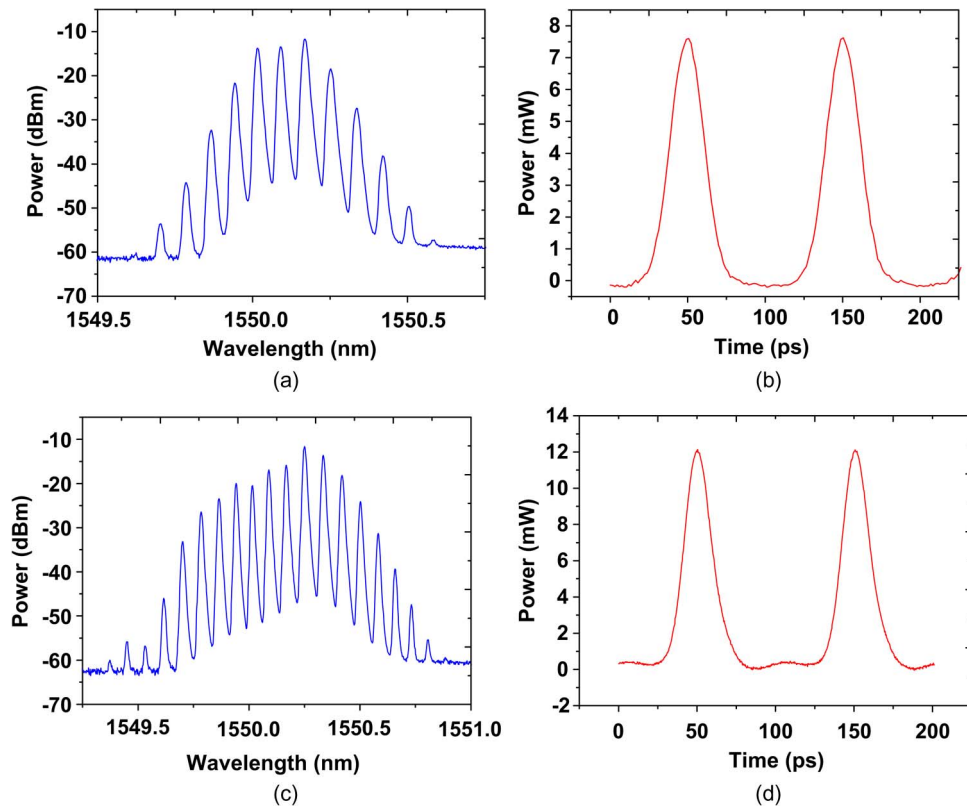 -10
-20
-30
-40
-50
-60
-70
Power (dBm)
1549.5 1550.0 1550.5
Wavelength (nm)
(a)
8
7
6
5
4
3
2
1
0
Power (mW)
0 50 100 150 200
Time (ps)
(b)
-10
-20
-30
-40
-50
-60
-70
Power (dBm)
1549.5 1550.0 1550.5 1551.0
Wavelength (nm)
(c)
14
12
10
8
6
4
2
0
-2
Power (mW)
0 50 100 150 200
Time (ps)
(d)